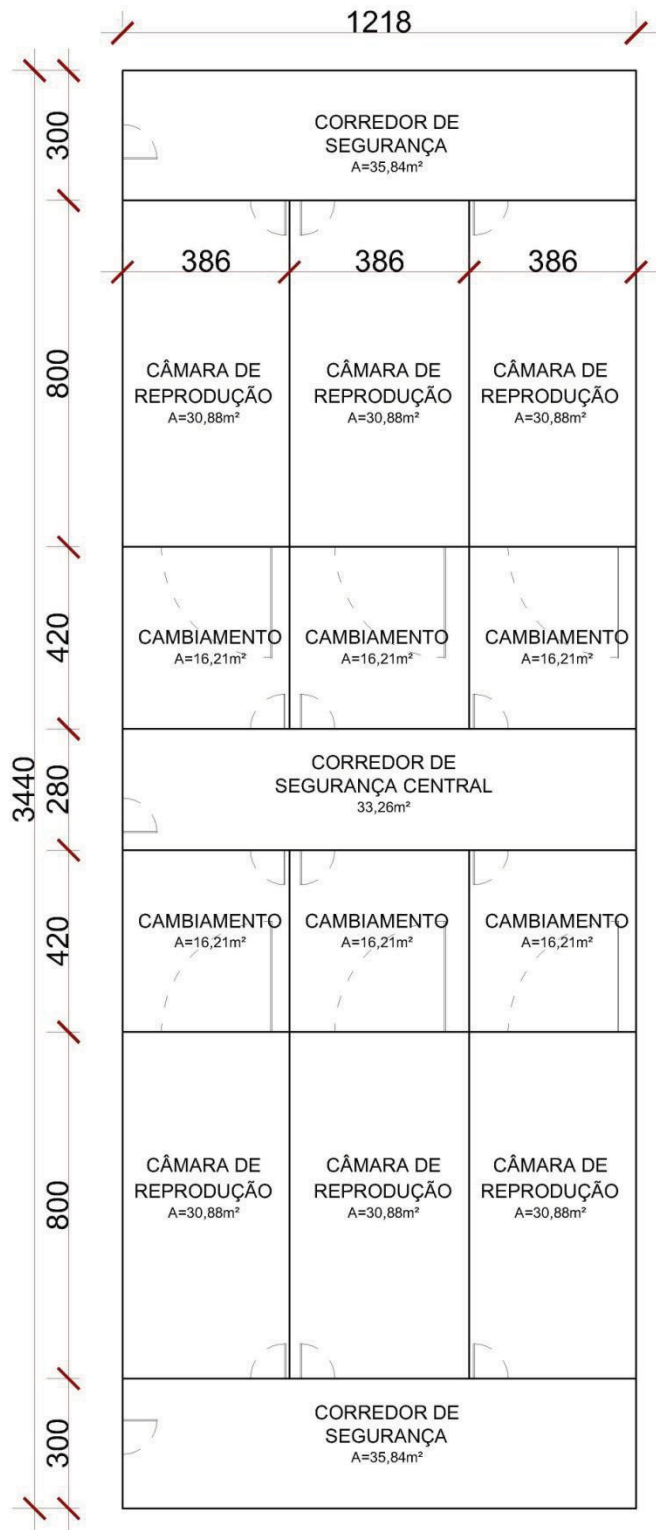 1218
300
CORREDOR DE
SEGURANÇA
A=35,84m²
386 386 386
800
CÂMARA DE
REPRODUÇÃO
A=30,88m²
CÂMARA DE
REPRODUÇÃO
A=30,88m²
CÂMARA DE
REPRODUÇÃO
A=30,88m²
420
CAMBIAMENTO
A=16,21m²
CAMBIAMENTO
A=16,21m²
CAMBIAMENTO
A=16,21m²
3440
280
CORREDOR DE
SEGURANÇA CENTRAL
33,26m²
420
CAMBIAMENTO
A=16,21m²
CAMBIAMENTO
A=16,21m²
CAMBIAMENTO
A=16,21m²
800
CÂMARA DE
REPRODUÇÃO
A=30,88m²
CÂMARA DE
REPRODUÇÃO
A=30,88m²
CÂMARA DE
REPRODUÇÃO
A=30,88m²
300
CORREDOR DE
SEGURANÇA
A=35,84m²